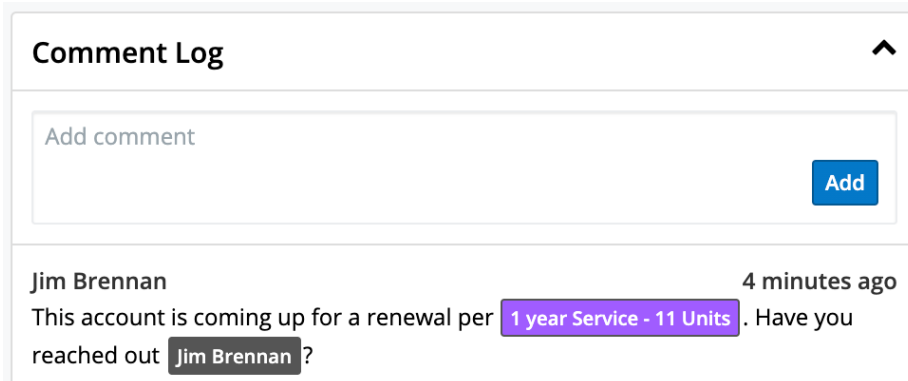 Comment Log
Add comment
Add
Jim Brennan 4 minutes ago
This account is coming up for a renewal per 1 year Service - 11 Units . Have you
reached out Jim Brennan ?